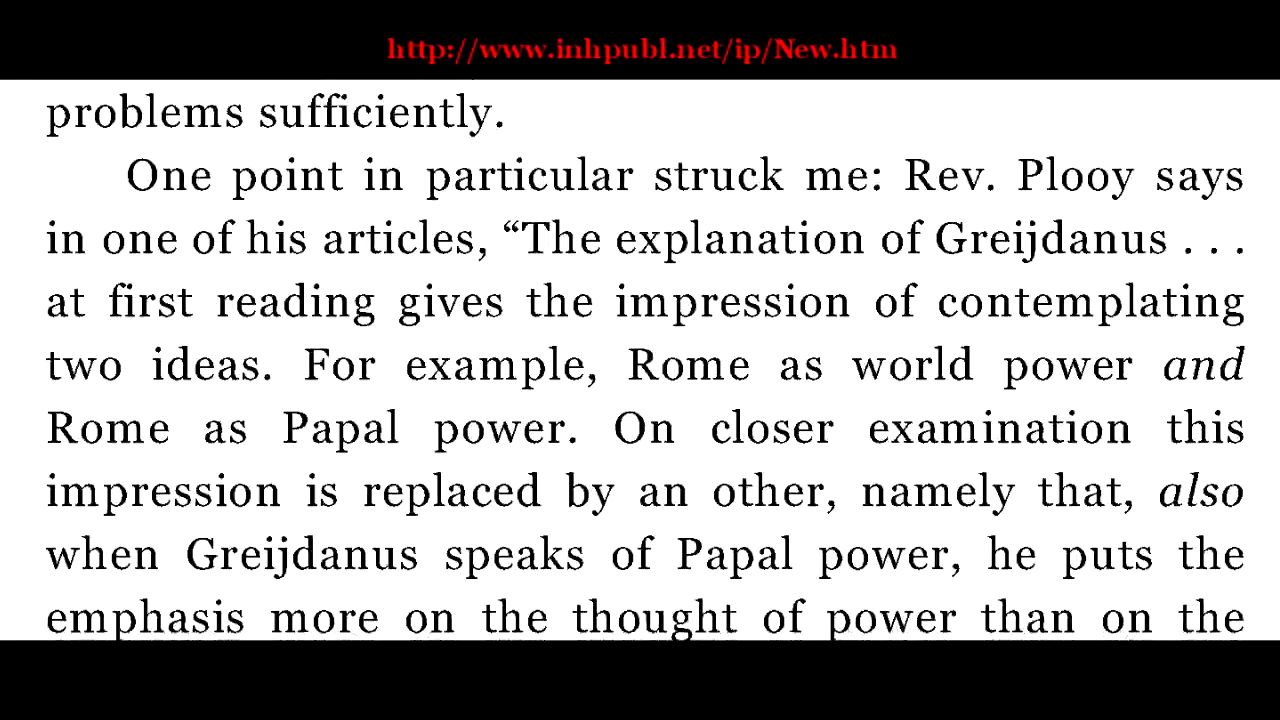 http://www.inhpubl.net/ip/New.htm
problems sufficiently.
One point in particular struck me: Rev. Plooy says
in one of his articles, “The explanation of Greijdanus . . .
at first reading gives the impression of contemplating
two ideas. For example, Rome as world power and
Rome as Papal power. On closer examination this
impression is replaced by an other, namely that, also
when Greijdanus speaks of Papal power, he puts the
emphasis more on the thought of power than on the